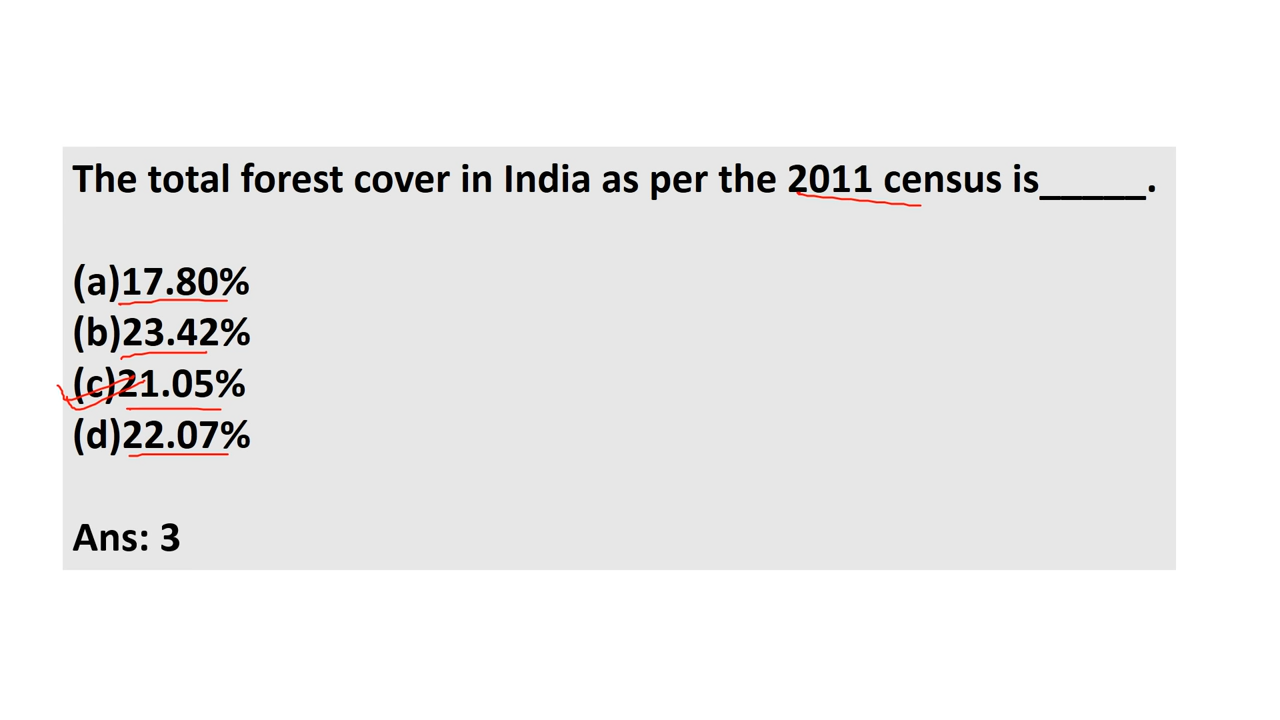 The total forest cover in India as per the 2011 census is_____.
(a)17.80%
(b)23.42%
(c)21.05%
(d)22.07%
Ans: 3